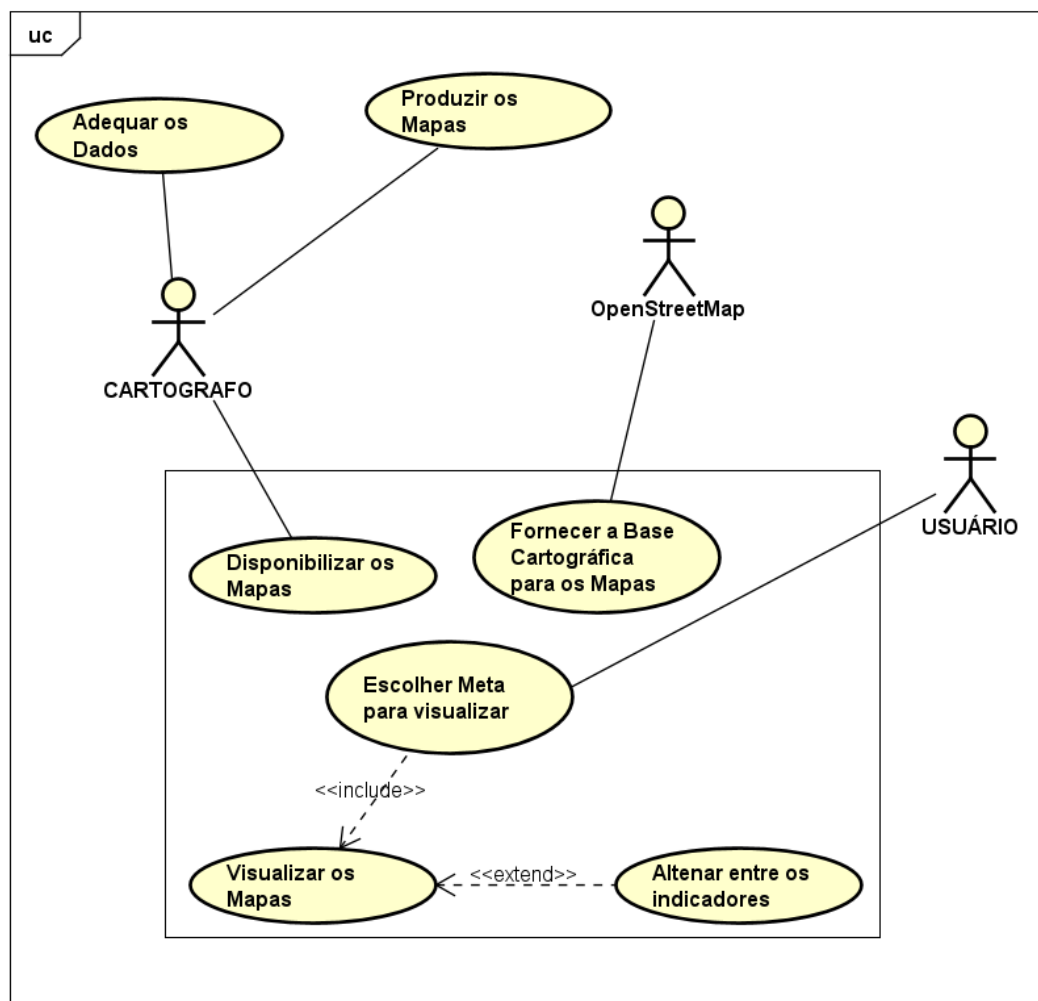 uc
Adequar os
Dados
Produzir os
Mapas
OpenStreetMap
CARTOGRAFO
USUÁRIO
Disponibilizar os
Mapas
Fornecer a Base
Cartográfica
para os Mapas
Escolher Meta
para visualizar
<<include>>
Visualizar os
Mapas
<<extend>>
Altenar entre os
indicadores